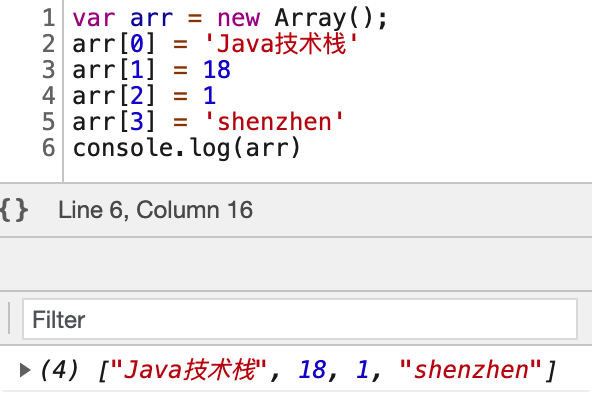 1 var arr = new Array();
2 arr[0] = 'Java技术栈'
3 arr[1] = 18
4 arr[2] = 1
5 arr[3] = 'shenzhen'
6 console.log(arr)
{} Line 6, Column 16
Filter
(4) ["Java技术栈", 18, 1, "shenzhen"]